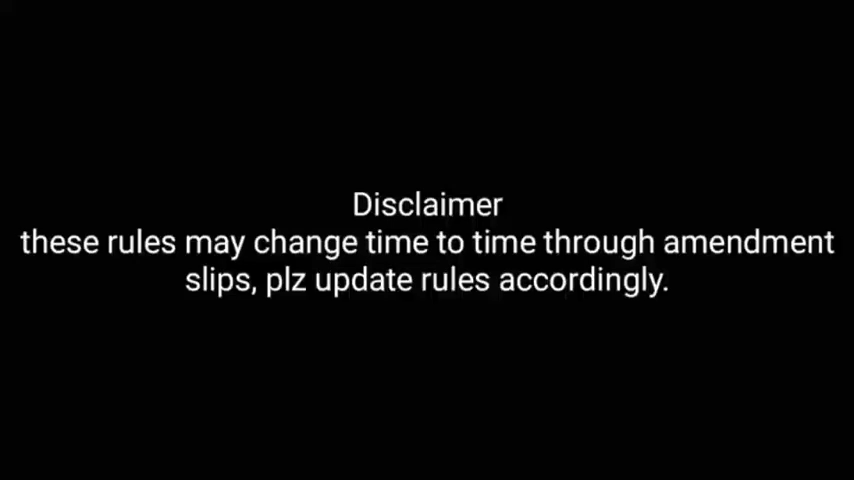 Disclaimer
these rules may change time to time through amendment
slips, plz update rules accordingly.